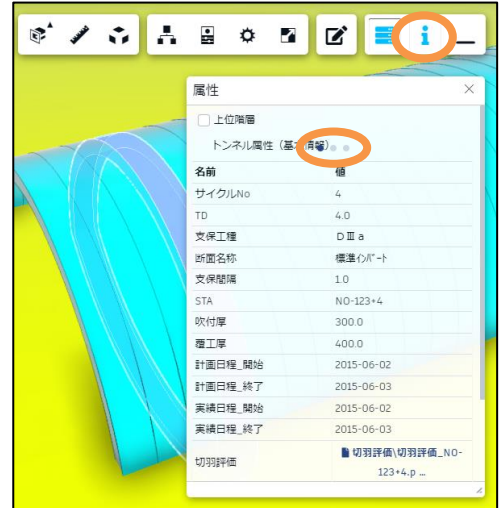 属性
上位階層
トンネル属性（基本情報）
名前 値
サイクルNo 4
TD 4.0
支保工種 DⅢa
断面名称 標準ｲﾝﾊﾞｰﾄ
支保間隔 1.0
STA NO-123+4
吹付厚 300.0
覆工厚 400.0
計画日程_開始 2015-06-02
計画日程_終了 2015-06-03
実績日程_開始 2015-06-02
実績日程_終了 2015-06-03
切羽評価 切羽評価\切羽評価_NO-
123+4.p ...